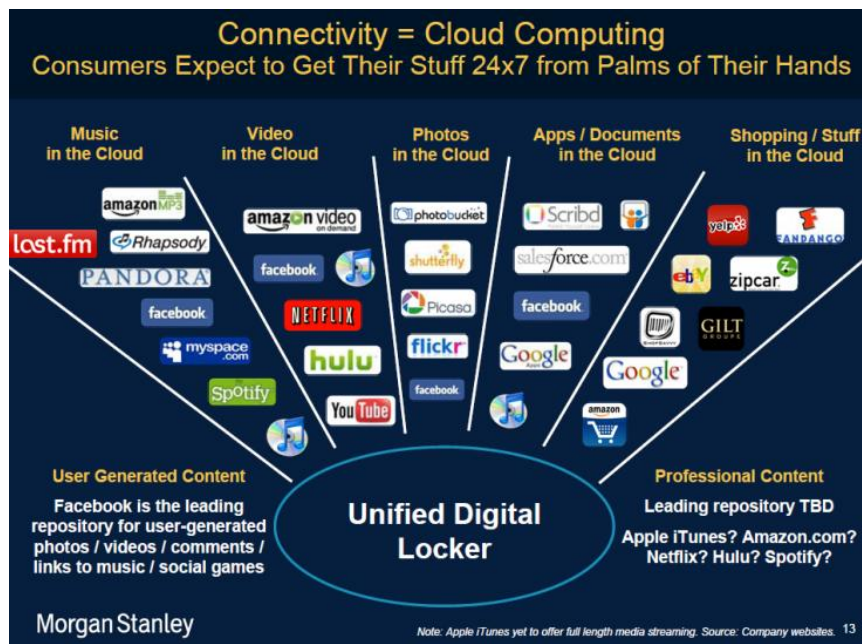 Connectivity = Cloud Computing
Consumers Expect to Get Their Stuff 24x7 from Palms of Their Hands
Music
in the Cloud
Video
in the Cloud
Photos
in the Cloud
Apps / Documents
in the Cloud
Shopping / Stuff
in the Cloud
amazon MP3
last.fm
Rhapsody
PANDORA
facebook
myspace.com
Spotify
amazon video
on demand
facebook
NETFLIX
hulu
YouTube
photobucket
shutterfly
Picasa
flickr
facebook
Scribd
salesforce.com
facebook
Google
Apps
yelp
FANDANGO
ebY
zipcar
GILT
GROUPE
Google
amazon
User Generated Content
Facebook is the leading
repository for user-generated
photos / videos / comments /
links to music / social games
Unified Digital
Locker
Professional Content
Leading repository TBD
Apple iTunes? Amazon.com?
Netflix? Hulu? Spotify?
Morgan Stanley
Note: Apple iTunes yet to offer full length media streaming. Source: Company websites.
13